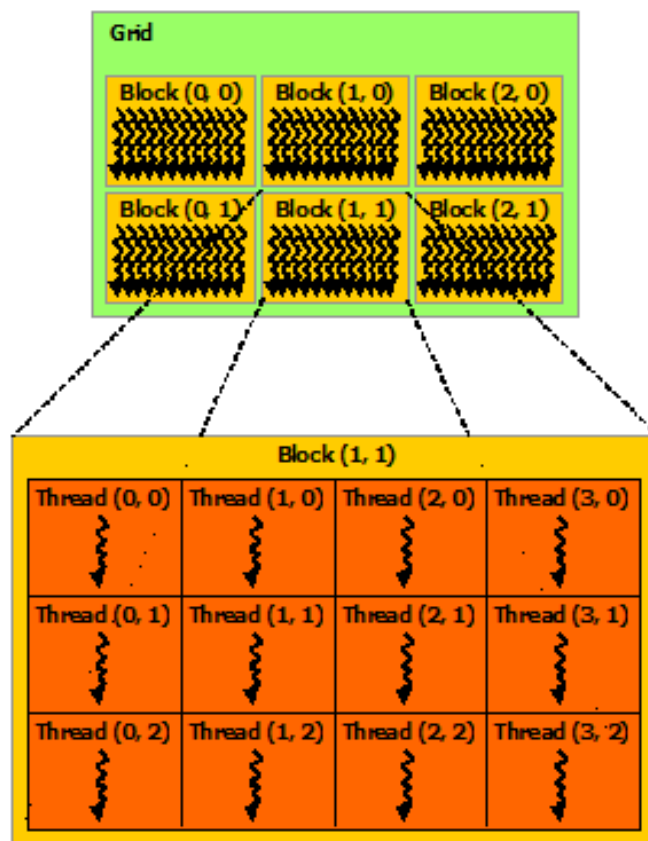 Grid
Block (0, 0) Block (1, 0) Block (2, 0)
Block (0, 1) Block (1, 1) Block (2, 1)
Block (1, 1)
Thread (0, 0) Thread (1, 0) Thread (2, 0) Thread (3, 0)
Thread (0, 1) Thread (1, 1) Thread (2, 1) Thread (3, 1)
Thread (0, 2) Thread (1, 2) Thread (2, 2) Thread (3, 2)